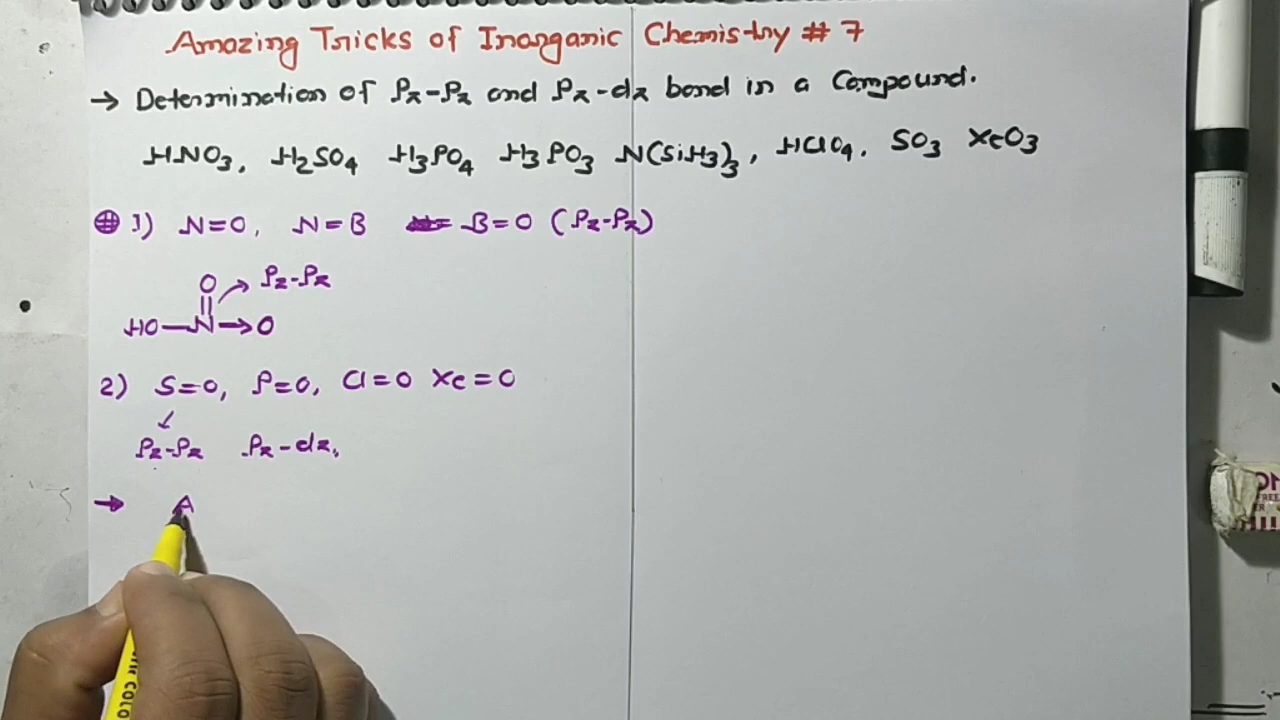 Amazing Tricks of Inorganic Chemistry # 7
→ Determination of Pπ-Pπ and Pπ-dπ bond in a Compound.
HNO3, H2SO4 H3PO4 H3PO3 N(SiH3)3, HClO4. SO3 XeO3
1) N=O, N=B B=O (Pπ-Pπ)
O → Pπ-Pπ
HO—N→O
2) S=O, P=O, Cl=O Xe=O
Pπ-Pπ Pπ-dπ,
→ A